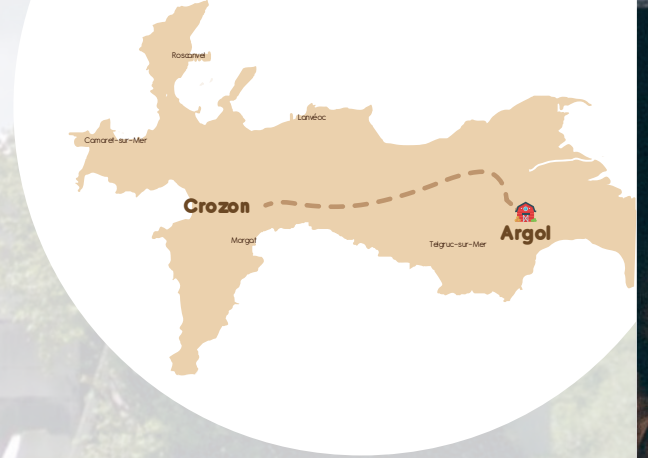 Roscanvel
Lanvéoc
Camaret-sur-Mer
Crozon
Argol
Morgat
Telgruc-sur-Mer